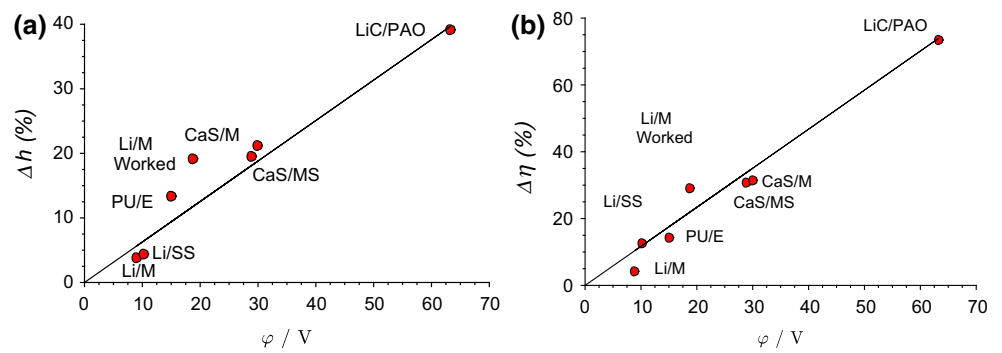 (a)
40
30
20
10
0
Δh (%)
LiC/PAO
Li/M
Worked
CaS/M
CaS/MS
PU/E
Li/SS
Li/M
0 10 20 30 40 50 60 70
φ / V
(b)
80
60
40
20
0
Δη (%)
LiC/PAO
Li/M
Worked
Li/SS
CaS/M
CaS/MS
PU/E
Li/M
0 10 20 30 40 50 60 70
φ / V